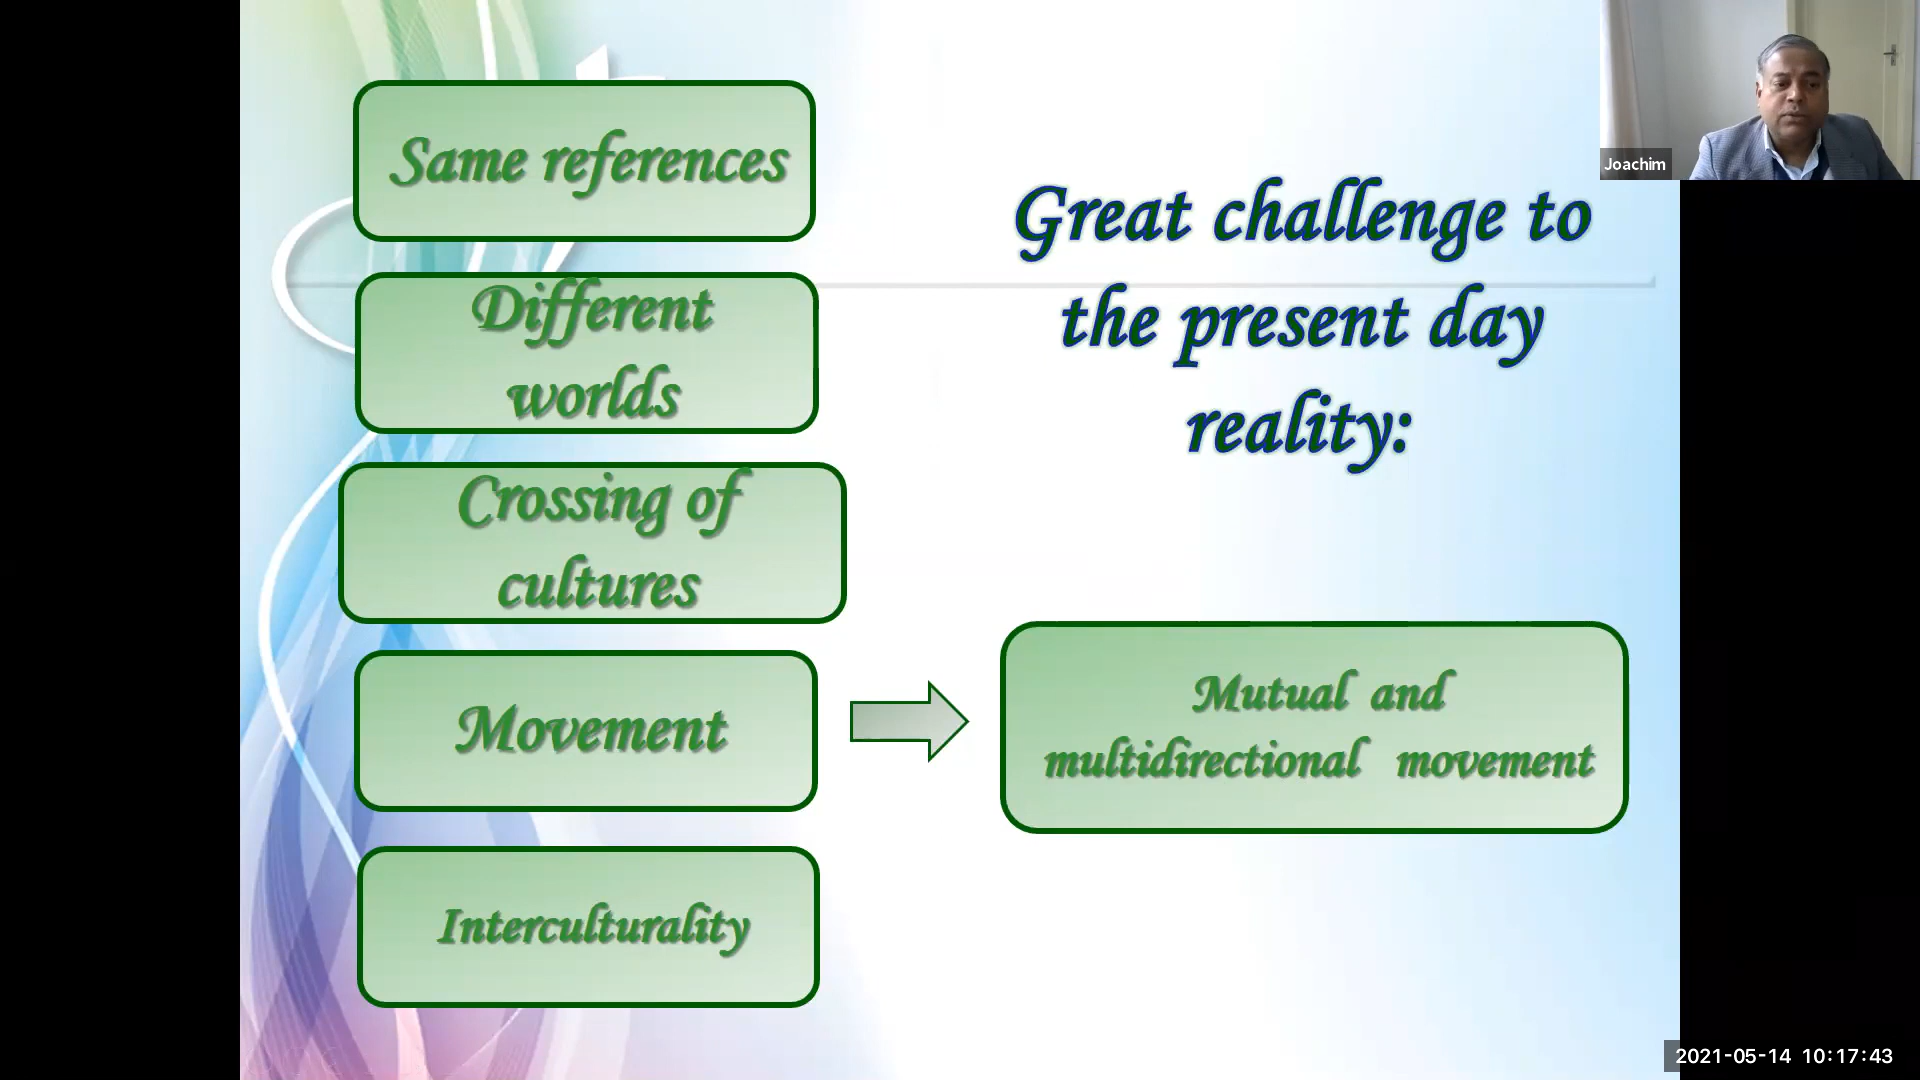 Same references
Different
worlds
Crossing of
cultures
Movement
Interculturality
Great challenge to
the present day
reality:
Mutual and
multidirectional movement
Joachim
2021-05-14 10:17:43